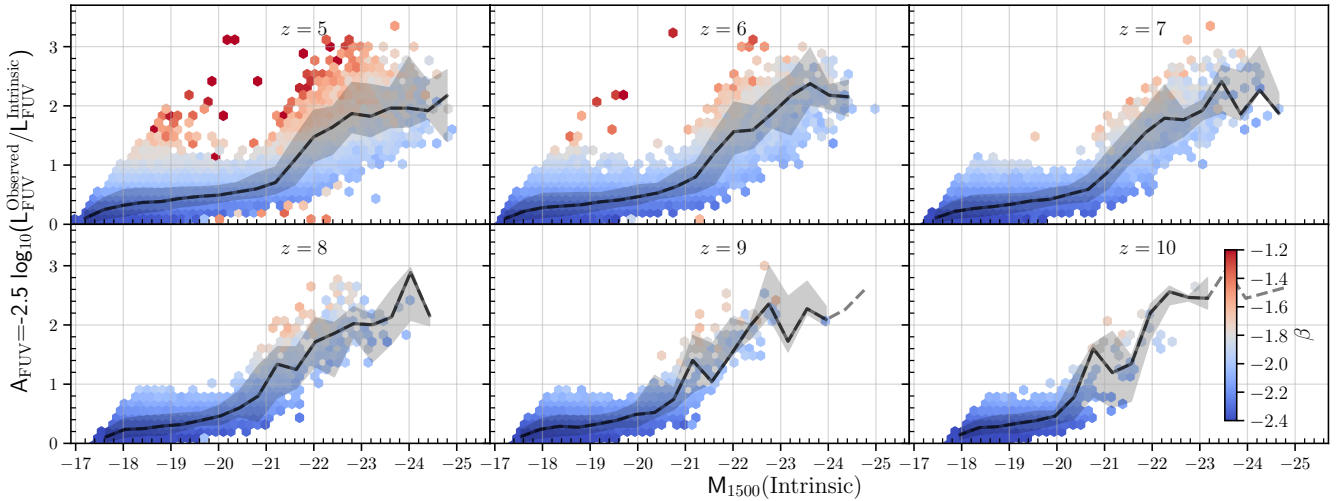 A_FUV=-2.5 log₁₀(L_FUV^Observed/L_FUV^Intrinsic)
z = 5
z = 6
z = 7
3
2
1
0
z = 8
z = 9
z = 10
3
2
1
0
−1.2
−1.4
−1.6
−1.8
−2.0
−2.2
−2.4
β
−17 −18 −19 −20 −21 −22 −23 −24 −25
−17 −18 −19 −20 −21 −22 −23 −24 −25
−17 −18 −19 −20 −21 −22 −23 −24 −25
M₁₅₀₀(Intrinsic)